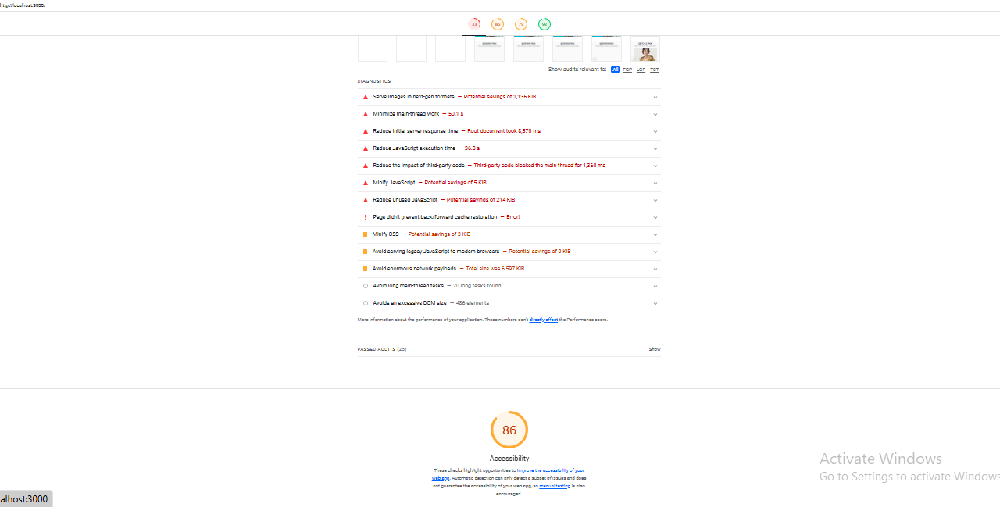 http://localhost:3000/
33 86 79 92
Show audits relevant to: All FCP LCP TBT
DIAGNOSTICS
Serve images in next-gen formats — Potential savings of 1,136 KiB
Minimize main-thread work — 50.1 s
Reduce initial server response time — Root document took 8,570 ms
Reduce JavaScript execution time — 36.3 s
Reduce the impact of third-party code — Third-party code blocked the main thread for 1,360 ms
Minify JavaScript — Potential savings of 5 KiB
Reduce unused JavaScript — Potential savings of 214 KiB
Page didn't prevent back/forward cache restoration — Error!
Minify CSS — Potential savings of 3 KiB
Avoid serving legacy JavaScript to modern browsers — Potential savings of 0 KiB
Avoid enormous network payloads — Total size was 6,597 KiB
Avoid long main-thread tasks — 20 long tasks found
Avoids an excessive DOM size — 486 elements
More information about the performance of your application. These numbers don't directly affect the Performance score.
PASSED AUDITS (25) Show
86
Accessibility
These checks highlight opportunities to improve the accessibility of your
web app. Automatic detection can only detect a subset of issues and does
not guarantee the accessibility of your web app, so manual testing is also
encouraged.
Activate Windows
Go to Settings to activate Windows
alhost:3000